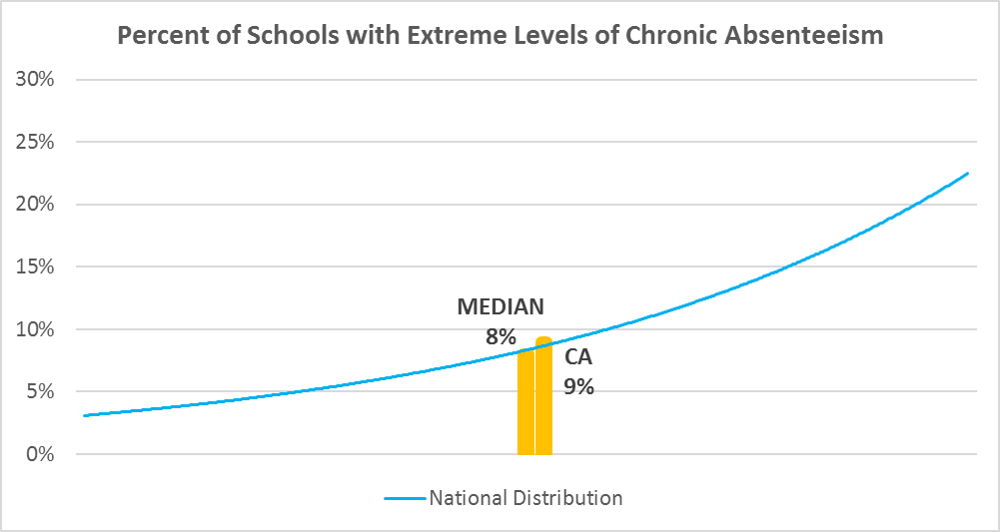 Percent of Schools with Extreme Levels of Chronic Absenteeism
30%
25%
20%
15%
10%
5%
0%
MEDIAN
8%
CA
9%
National Distribution